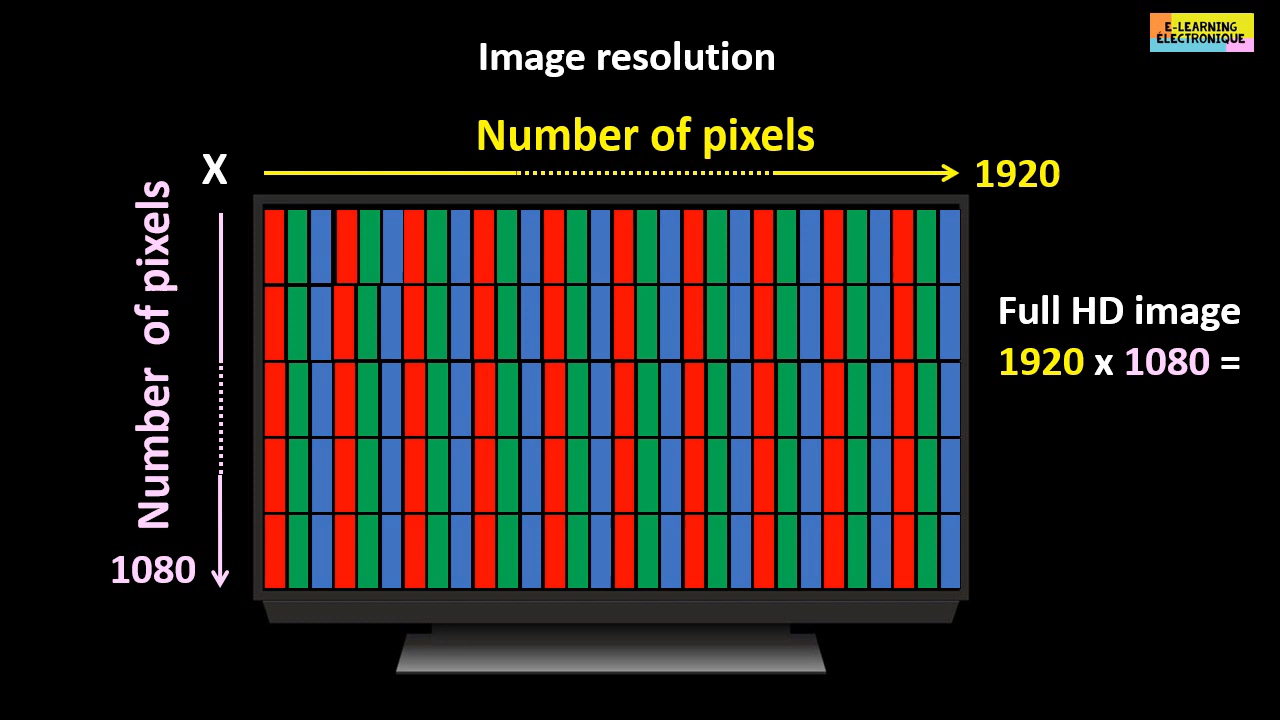 E-LEARNING
ÉLECTRONIQUE
Image resolution
Number of pixels
X
1920
Number of pixels
1080
Full HD image
1920 x 1080 =